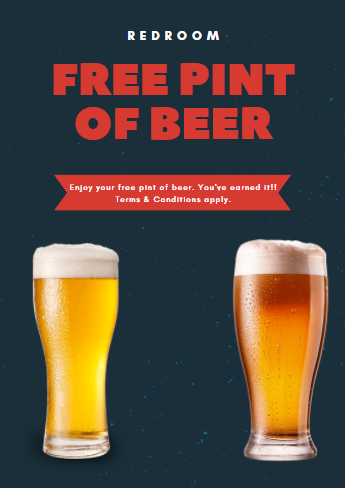 REDROOM
FREE PINT
OF BEER
Enjoy your free pint of beer. You've earned it!!
Terms & Conditions apply.